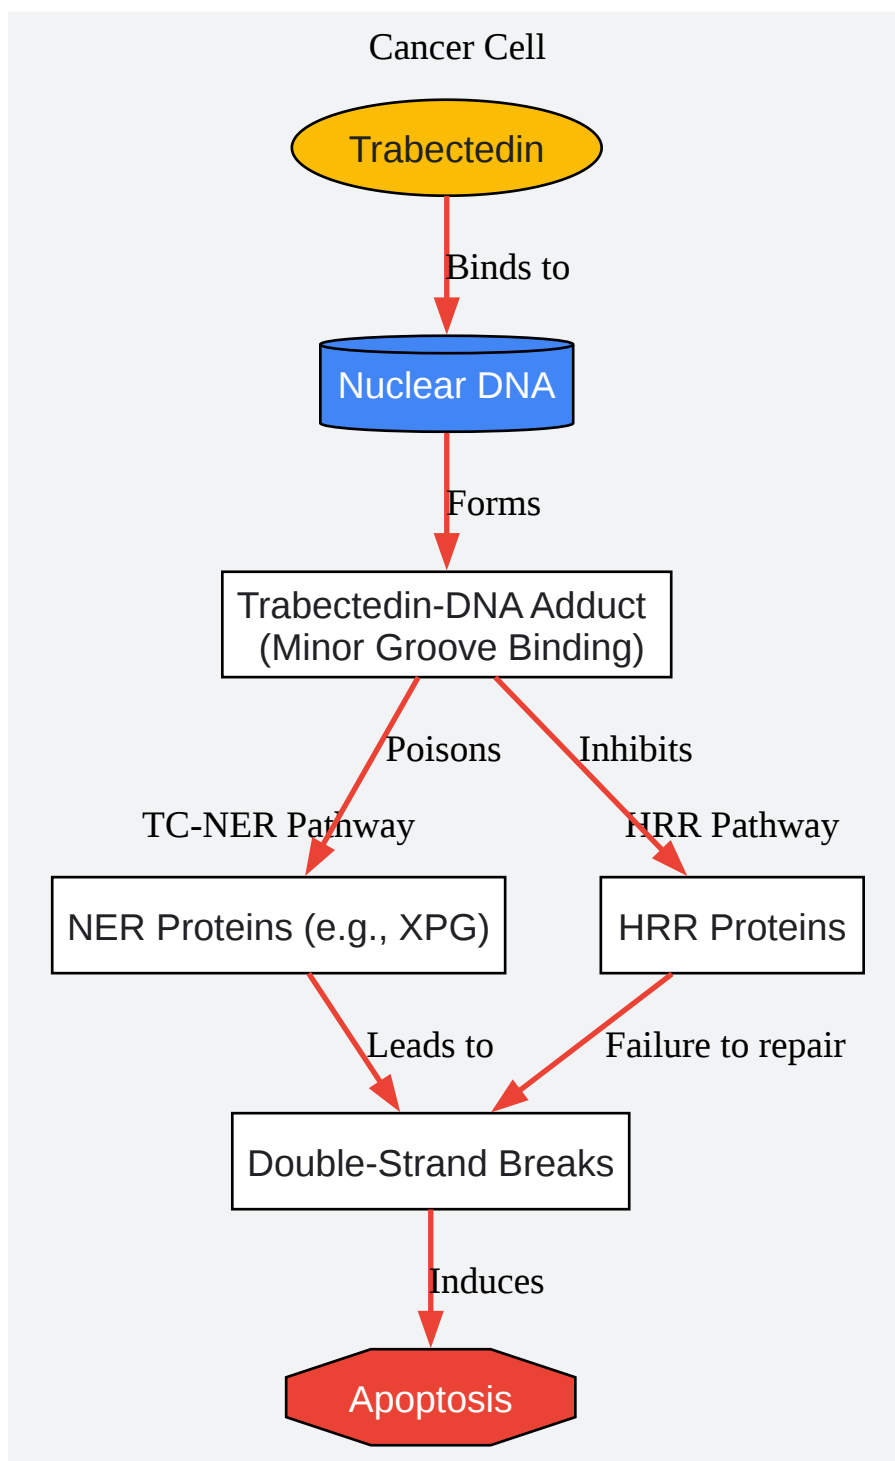 Cancer Cell
Trabectedin
Binds to
Nuclear DNA
Forms
Trabectedin-DNA Adduct
(Minor Groove Binding)
Poisons
Inhibits
TC-NER Pathway
HRR Pathway
NER Proteins (e.g., XPG)
HRR Proteins
Leads to
Failure to repair
Double-Strand Breaks
Induces
Apoptosis